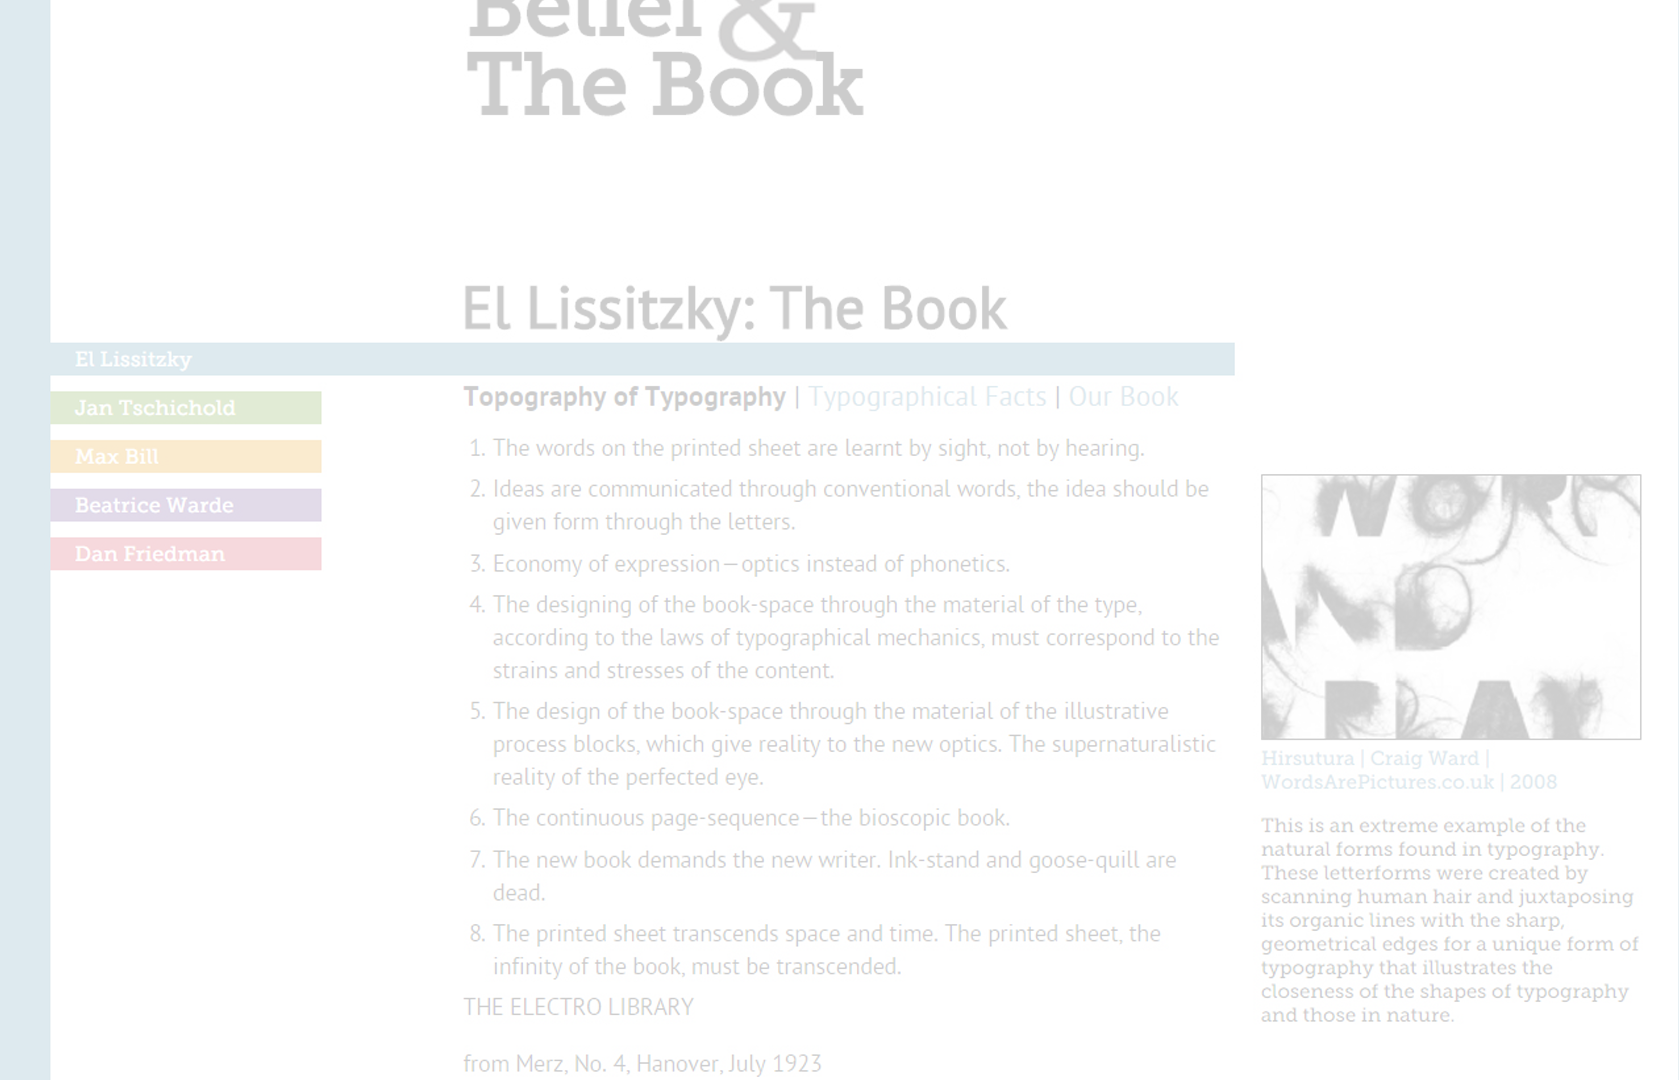 Belief &
The Book
El Lissitzky: The Book
El Lissitzky
Jan Tschichold
Max Bill
Beatrice Warde
Dan Friedman
Topography of Typography | Typographical Facts | Our Book
1. The words on the printed sheet are learnt by sight, not by hearing.
2. Ideas are communicated through conventional words, the idea should be
given form through the letters.
3. Economy of expression—optics instead of phonetics.
4. The designing of the book-space through the material of the type,
according to the laws of typographical mechanics, must correspond to the
strains and stresses of the content.
5. The design of the book-space through the material of the illustrative
process blocks, which give reality to the new optics. The supernaturalistic
reality of the perfected eye.
6. The continuous page-sequence—the bioscopic book.
7. The new book demands the new writer. Ink-stand and goose-quill are
dead.
8. The printed sheet transcends space and time. The printed sheet, the
infinity of the book, must be transcended.
THE ELECTRO LIBRARY
from Merz, No. 4, Hanover, July 1923
WORK
AND
PLAY
Hirsutura | Craig Ward |
WordsArePictures.co.uk | 2008
This is an extreme example of the
natural forms found in typography.
These letterforms were created by
scanning human hair and juxtaposing
its organic lines with the sharp,
geometrical edges for a unique form of
typography that illustrates the
closeness of the shapes of typography
and those in nature.